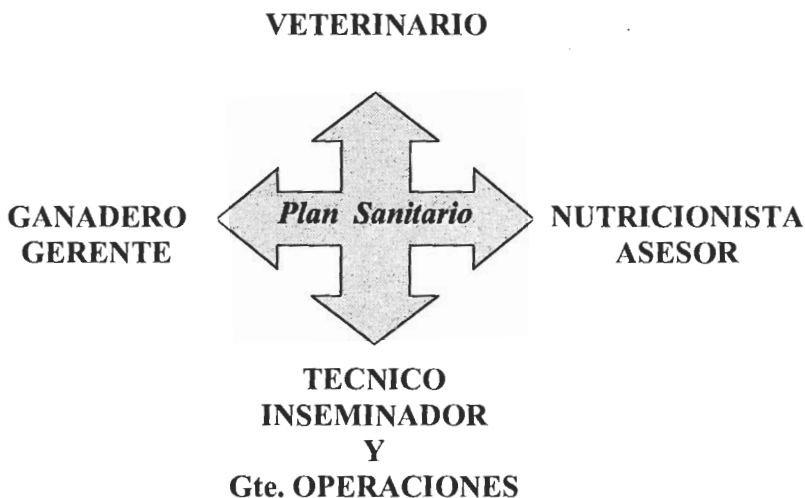 VETERINARIO
Plan Sanitario
GANADERO
GERENTE
NUTRICIONISTA
ASESOR
TECNICO
INSEMINADOR
Y
Gte. OPERACIONES